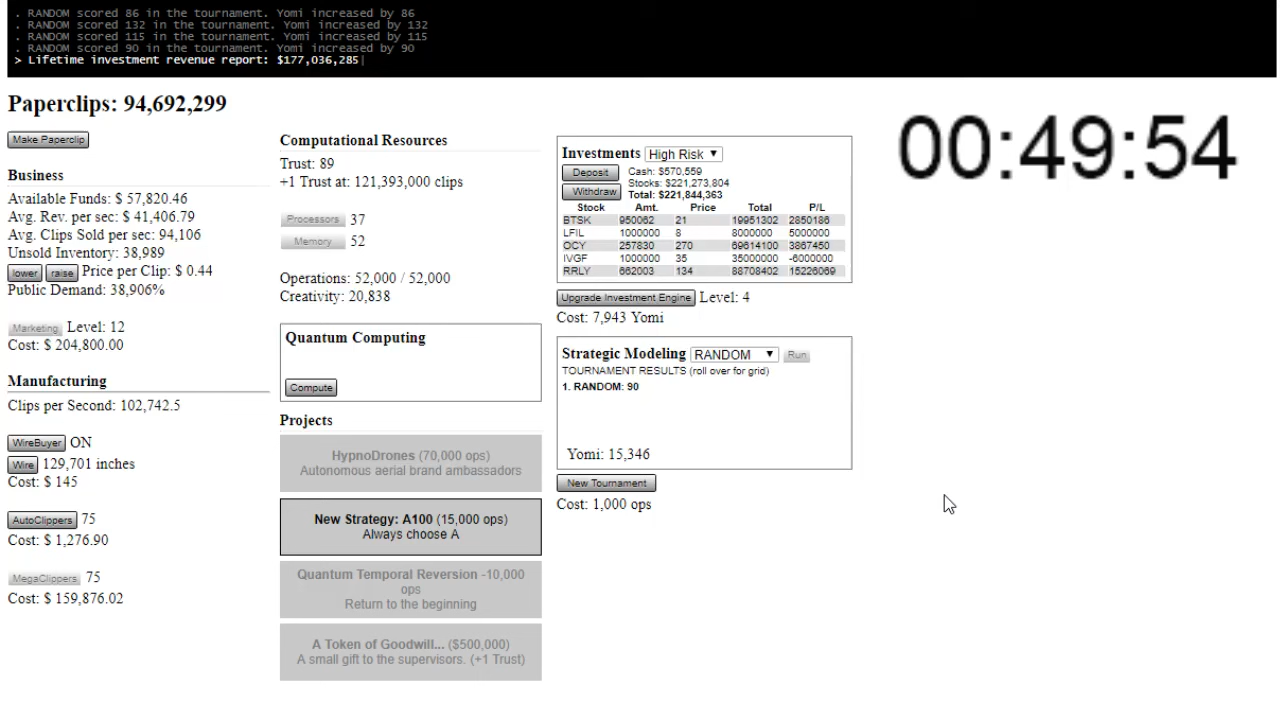 . RANDOM scored 86 in the tournament. Yomi increased by 86
. RANDOM scored 132 in the tournament. Yomi increased by 132
. RANDOM scored 115 in the tournament. Yomi increased by 115
. RANDOM scored 90 in the tournament. Yomi increased by 90
> Lifetime investment revenue report: $177,036,285
Paperclips: 94,692,299
Make Paperclip
Business
Available Funds: $ 57,820.46
Avg. Rev. per sec: $ 41,406.79
Avg. Clips Sold per sec: 94,106
Unsold Inventory: 38,989
lower raise Price per Clip: $ 0.44
Public Demand: 38,906%
Marketing Level: 12
Cost: $ 204,800.00
Manufacturing
Clips per Second: 102,742.5
WireBuyer ON
Wire 129,701 inches
Cost: $ 145
AutoClippers 75
Cost: $ 1,276.90
MegaClippers 75
Cost: $ 159,876.02
Computational Resources
Trust: 89
+1 Trust at: 121,393,000 clips
Processors 37
Memory 52
Operations: 52,000 / 52,000
Creativity: 20,838
Quantum Computing
Compute
Projects
HypnoDrones (70,000 ops)
Autonomous aerial brand ambassadors
New Strategy: A100 (15,000 ops)
Always choose A
Quantum Temporal Reversion -10,000
ops
Return to the beginning
A Token of Goodwill... ($500,000)
A small gift to the supervisors. (+1 Trust)
Investments High Risk
Deposit Cash: $570,559
Stocks: $221,273,804
Withdraw Total: $221,844,363
Stock Amt. Price Total P/L
BTSK 950062 21 19951302 2850186
LFIL 1000000 8 8000000 5000000
OCY 257830 270 69614100 3867450
IVGF 1000000 35 35000000 -6000000
RRLY 662003 134 88708402 15226069
Upgrade Investment Engine Level: 4
Cost: 7,943 Yomi
Strategic Modeling RANDOM Run
TOURNAMENT RESULTS (roll over for grid)
1. RANDOM: 90
Yomi: 15,346
New Tournament
Cost: 1,000 ops
00:49:54